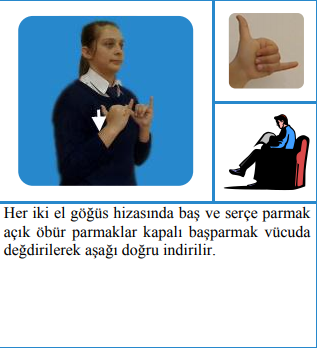 Her iki el göğüs hizasında baş ve serçe parmak
açık öbür parmaklar kapalı başparmak vücuda
değdirilerek aşağı doğru indirilir.